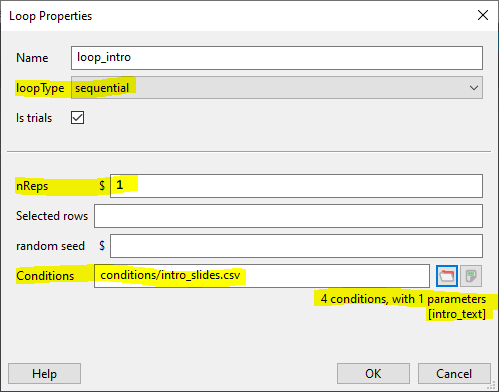 Loop Properties
Name loop_intro
loopType sequential
Is trials
nReps $ 1
Selected rows
random seed $
Conditions conditions/intro_slides.csv
4 conditions, with 1 parameters
[intro_text]
Help OK Cancel